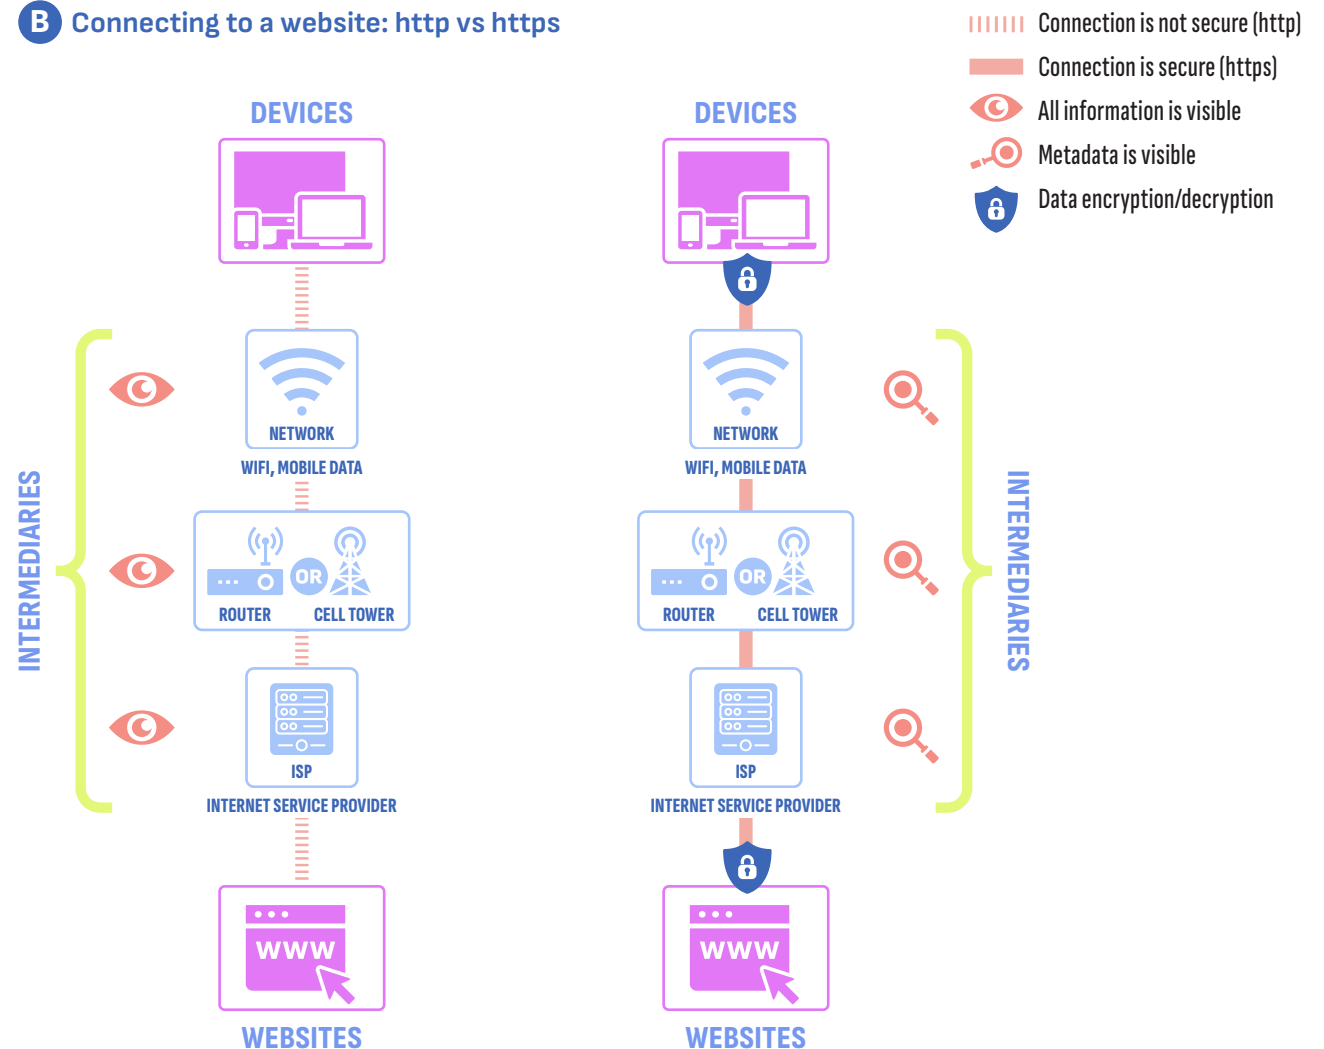 B Connecting to a website: http vs https
Connection is not secure (http)
Connection is secure (https)
All information is visible
Metadata is visible
Data encryption/decryption
DEVICES
NETWORK
WIFI, MOBILE DATA
OR
ROUTER
CELL TOWER
ISP
INTERNET SERVICE PROVIDER
www
WEBSITES
INTERMEDIARIES
DEVICES
NETWORK
WIFI, MOBILE DATA
OR
ROUTER
CELL TOWER
ISP
INTERNET SERVICE PROVIDER
www
WEBSITES
INTERMEDIARIES